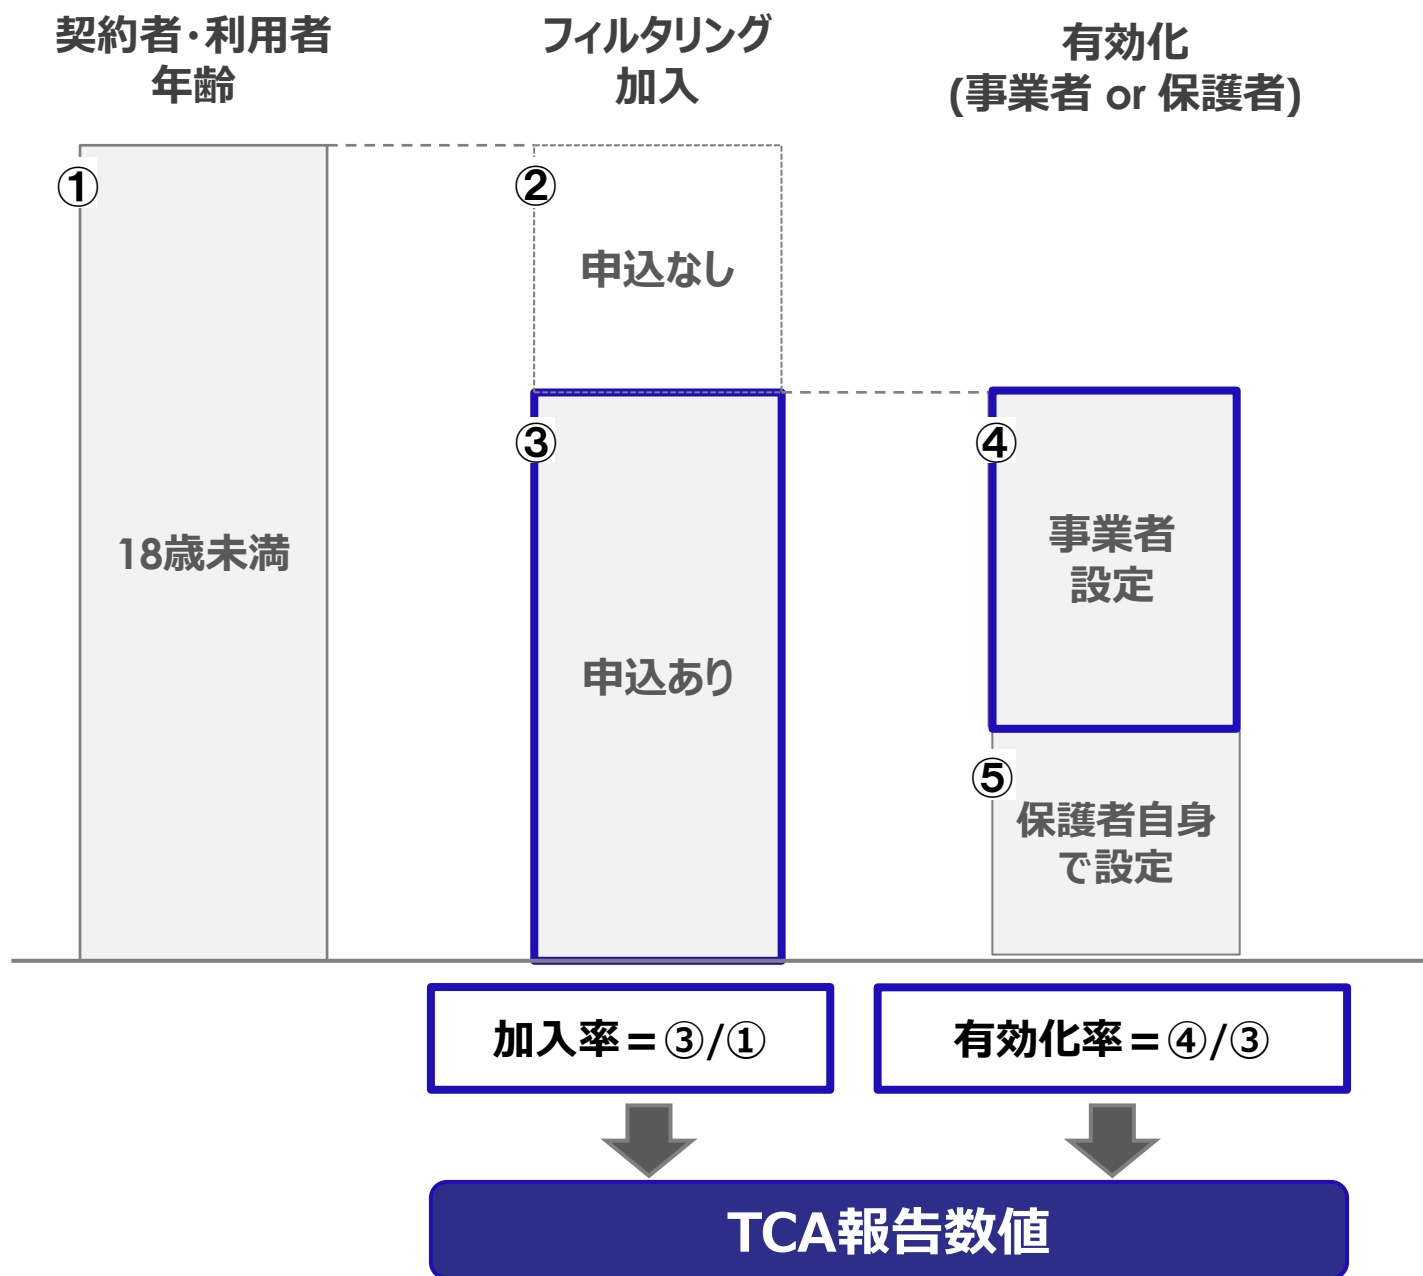 契約者・利用者
年齢
フィルタリング
加入
有効化
(事業者 or 保護者)
①
②
申込なし
③
④
事業者
設定
18歳未満
申込あり
⑤
保護者自身
で設定
加入率=③/①
有効化率=④/③
TCA報告数値